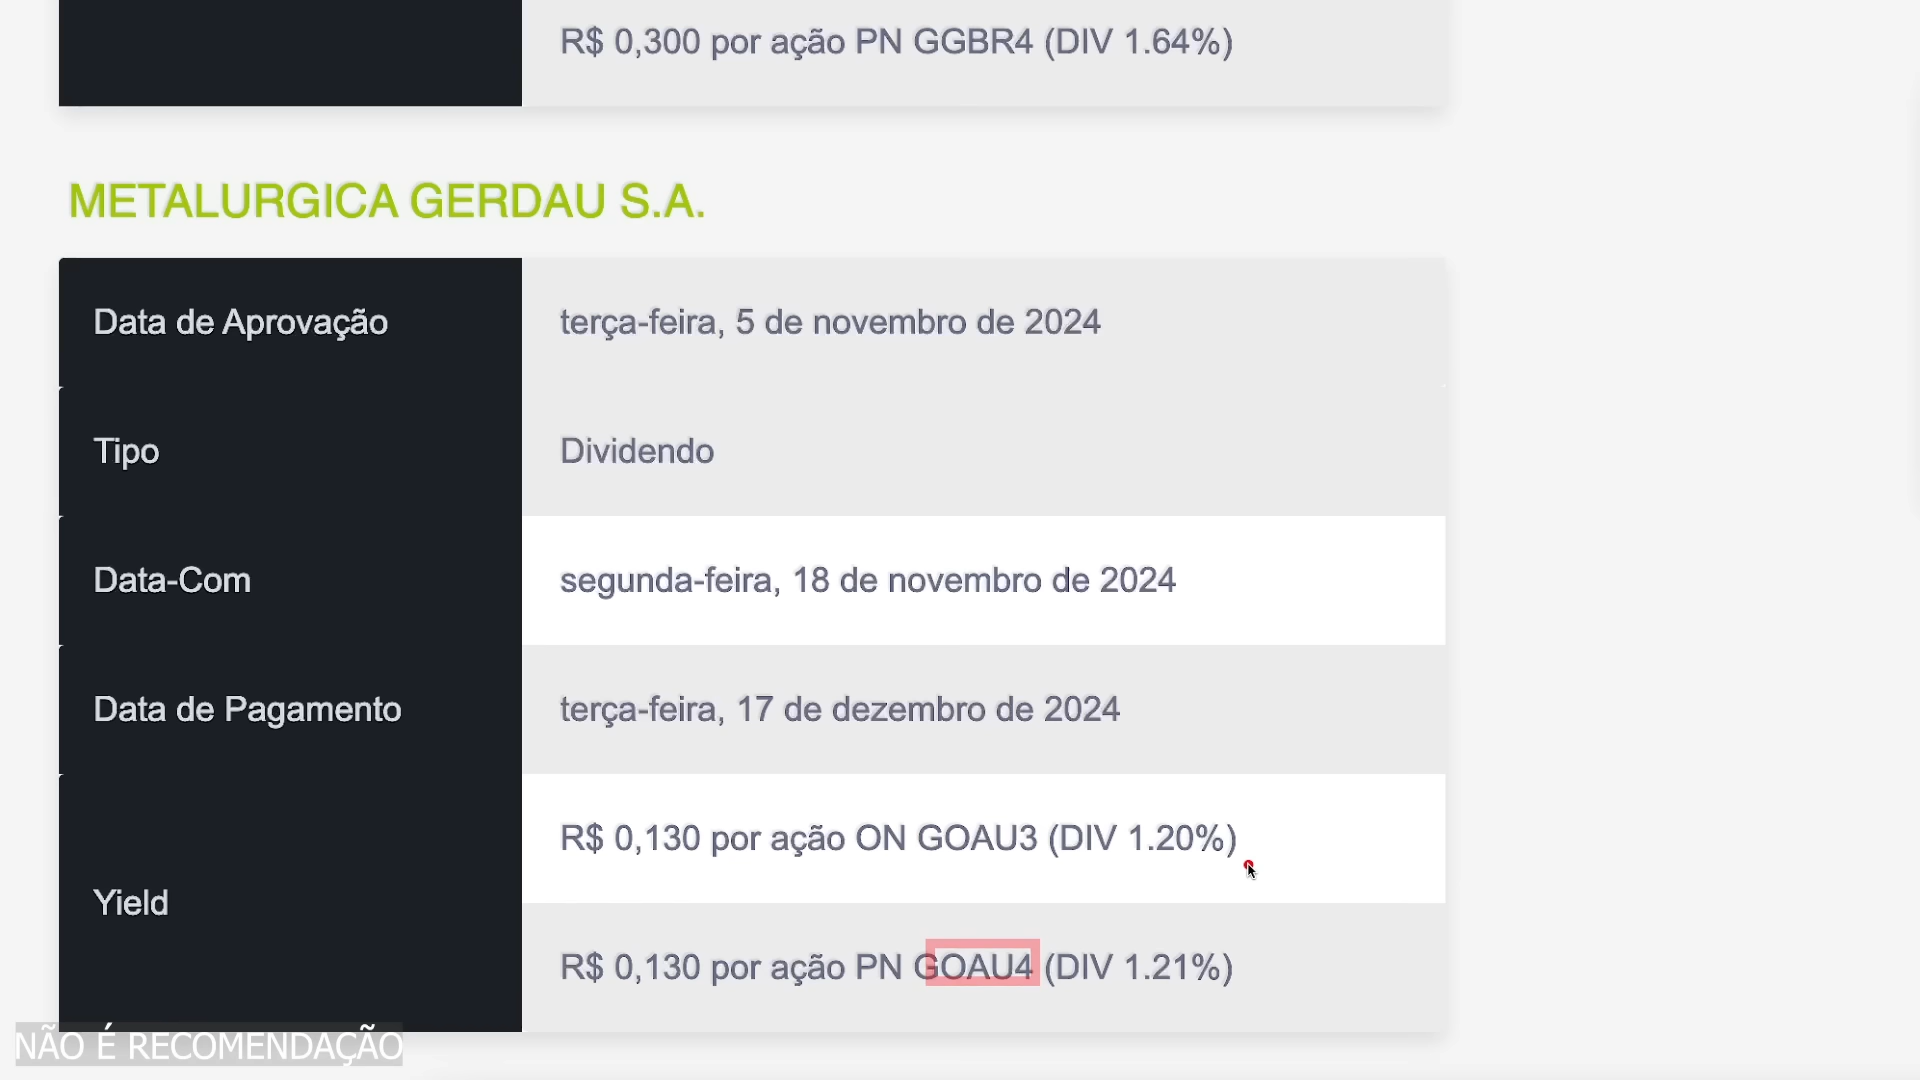 R$ 0,300 por ação PN GGBR4 (DIV 1.64%)
METALURGICA GERDAU S.A.
Data de Aprovação terça-feira, 5 de novembro de 2024
Tipo Dividendo
Data-Com segunda-feira, 18 de novembro de 2024
Data de Pagamento terça-feira, 17 de dezembro de 2024
R$ 0,130 por ação ON GOAU3 (DIV 1.20%)
Yield
R$ 0,130 por ação PN GOAU4 (DIV 1.21%)
NÃO É RECOMENDAÇÃO